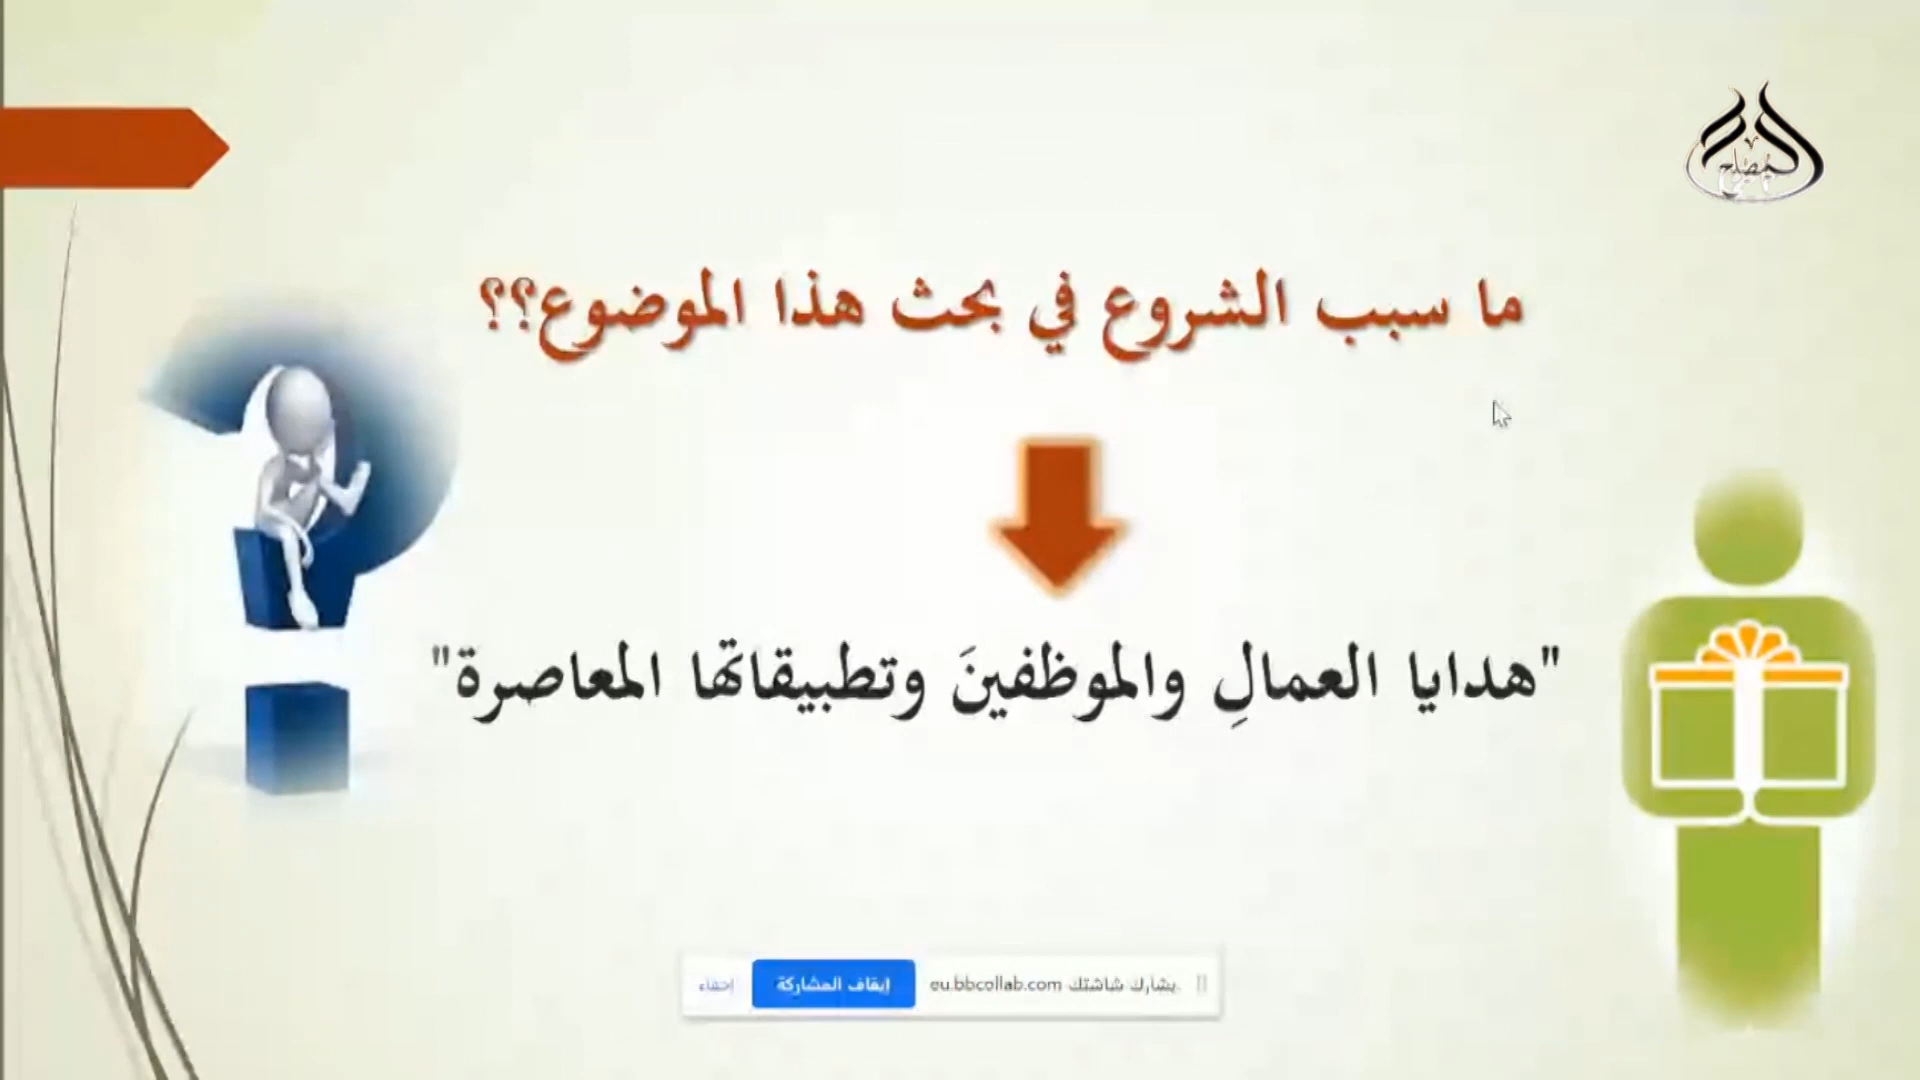 المصلح
ما سبب الشروع في بحث هذا الموضوع؟؟
"هدايا العمالِ والموظفينَ وتطبيقاتها المعاصرة"
يشارك شاشتك eu.bbcollab.com.
إيقاف المشاركة
إخفاء